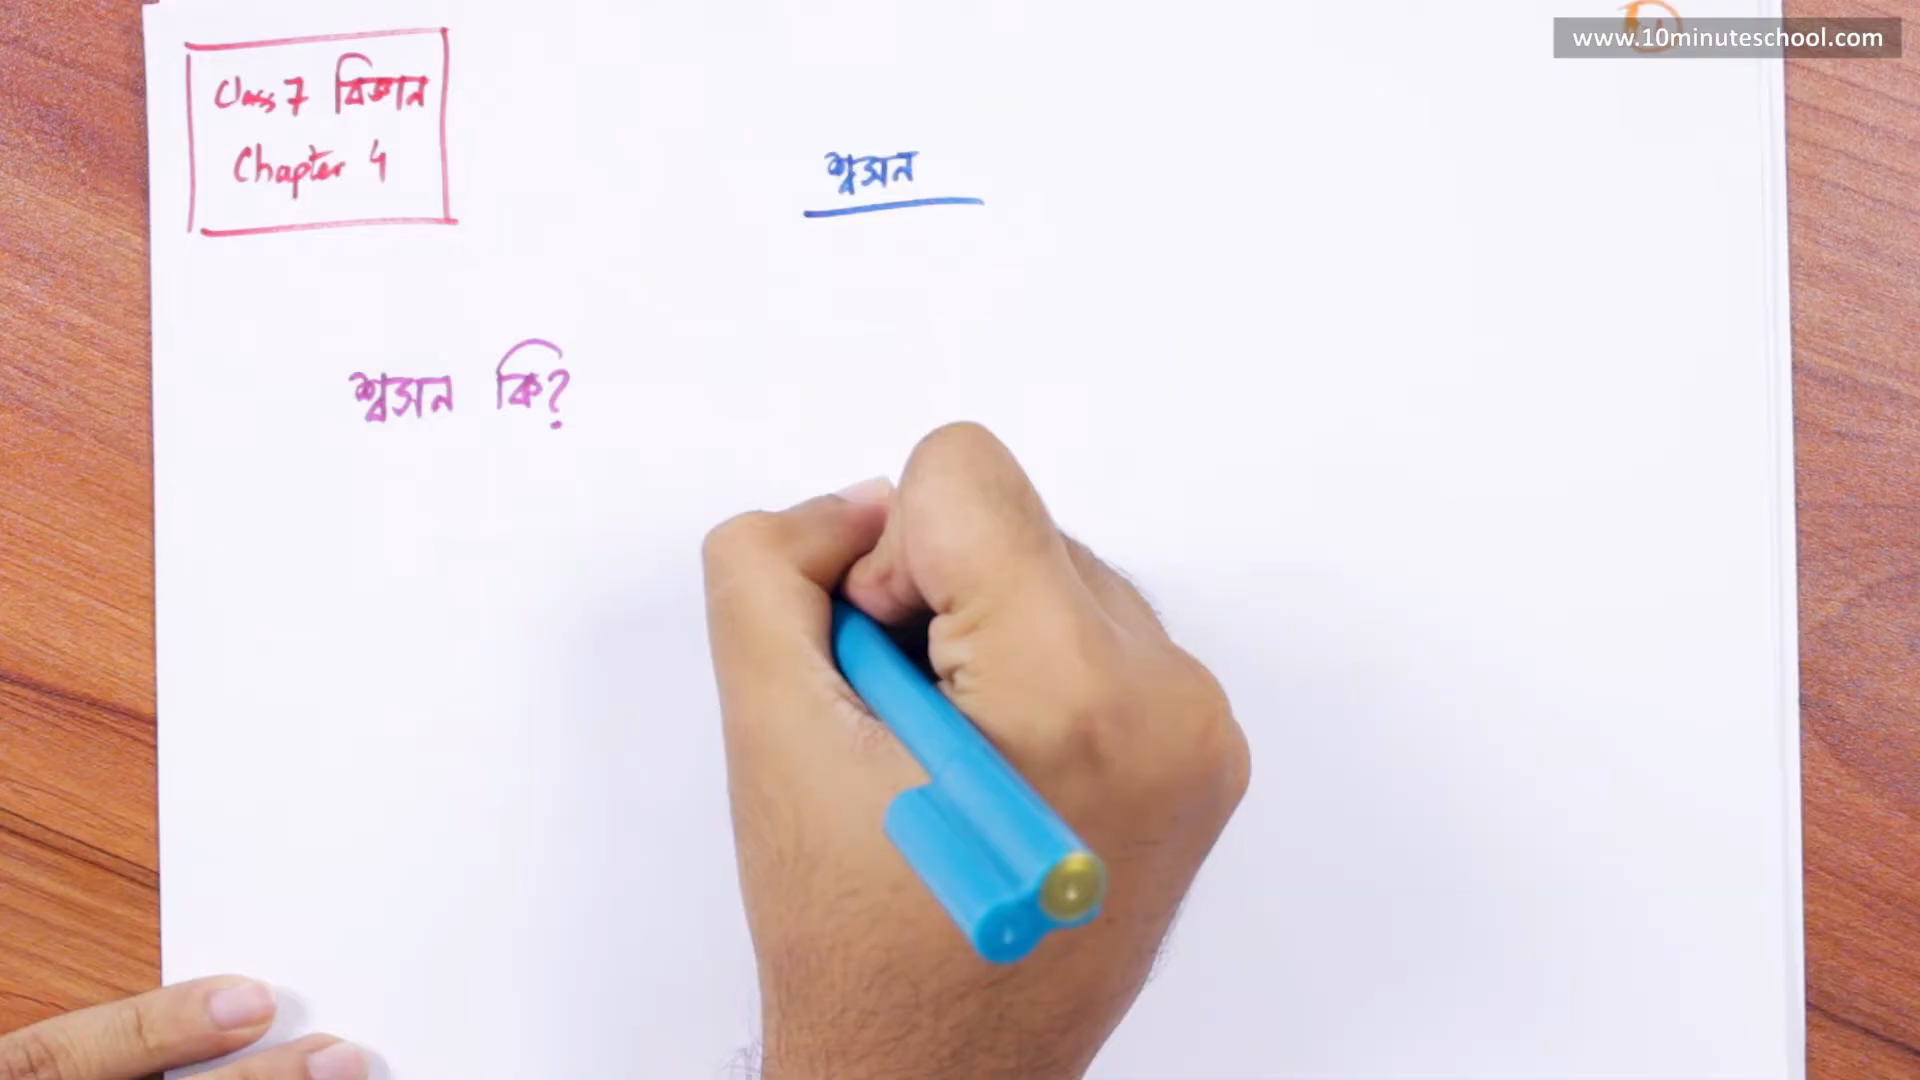 www.10minuteschool.com
Class 7 বিজ্ঞান
Chapter 4
শ্বসন
শ্বসন কি?